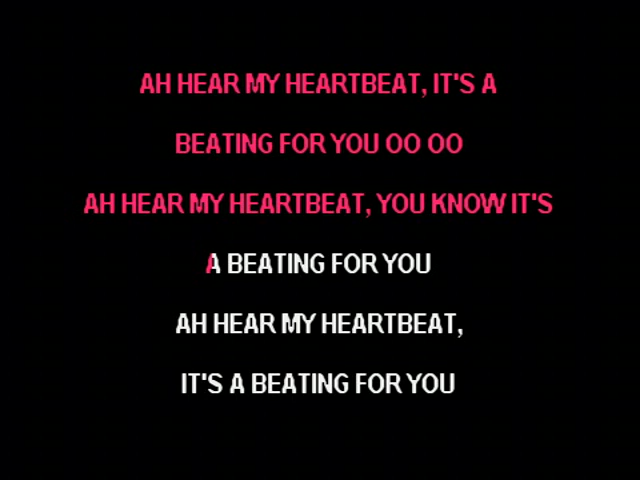 AH HEAR MY HEARTBEAT, IT'S A
BEATING FOR YOU OO OO
AH HEAR MY HEARTBEAT, YOU KNOW IT'S
A BEATING FOR YOU
AH HEAR MY HEARTBEAT,
IT'S A BEATING FOR YOU